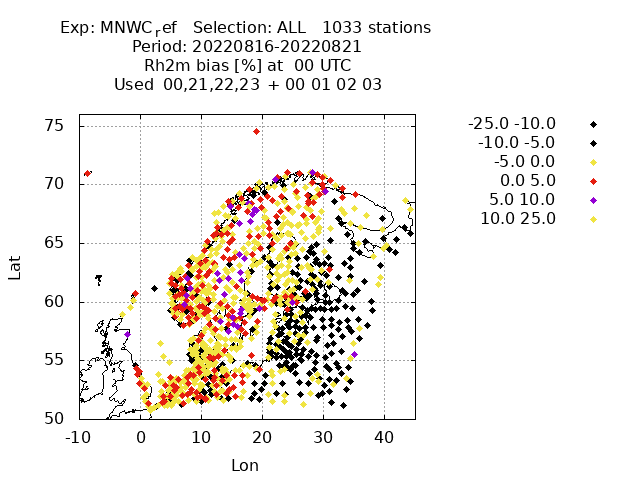 Exp: MNWC_ref   Selection: ALL   1033 stations
Period: 20220816-20220821
Rh2m bias [%] at  00 UTC
Used  00,21,22,23 + 00 01 02 03
-25.0 -10.0
-10.0 -5.0
-5.0 0.0
0.0 5.0
5.0 10.0
10.0 25.0
75
70
65
60
55
50
Lat
-10 0 10 20 30 40
Lon